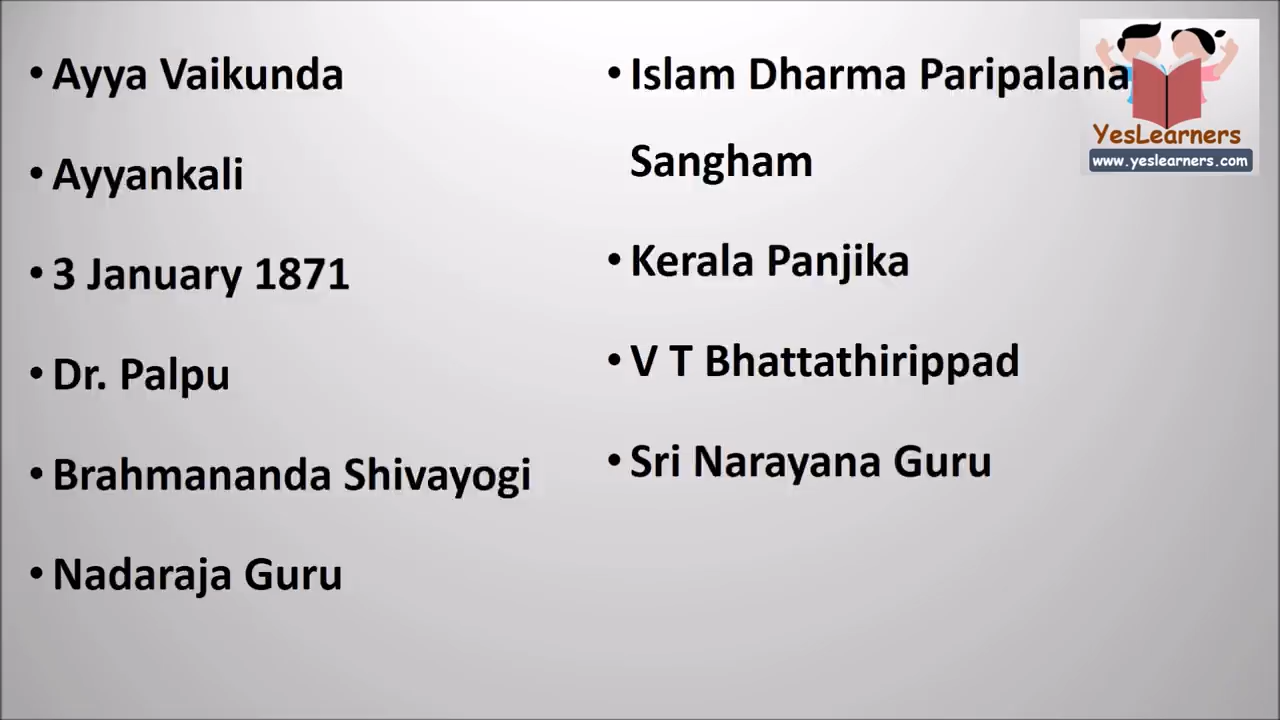 • Ayya Vaikunda
• Ayyankali
• 3 January 1871
• Dr. Palpu
• Brahmananda Shivayogi
• Nadaraja Guru
• Islam Dharma Paripalana
Sangham
• Kerala Panjika
• V T Bhattathirippad
• Sri Narayana Guru
YesLearners
www.yeslearners.com